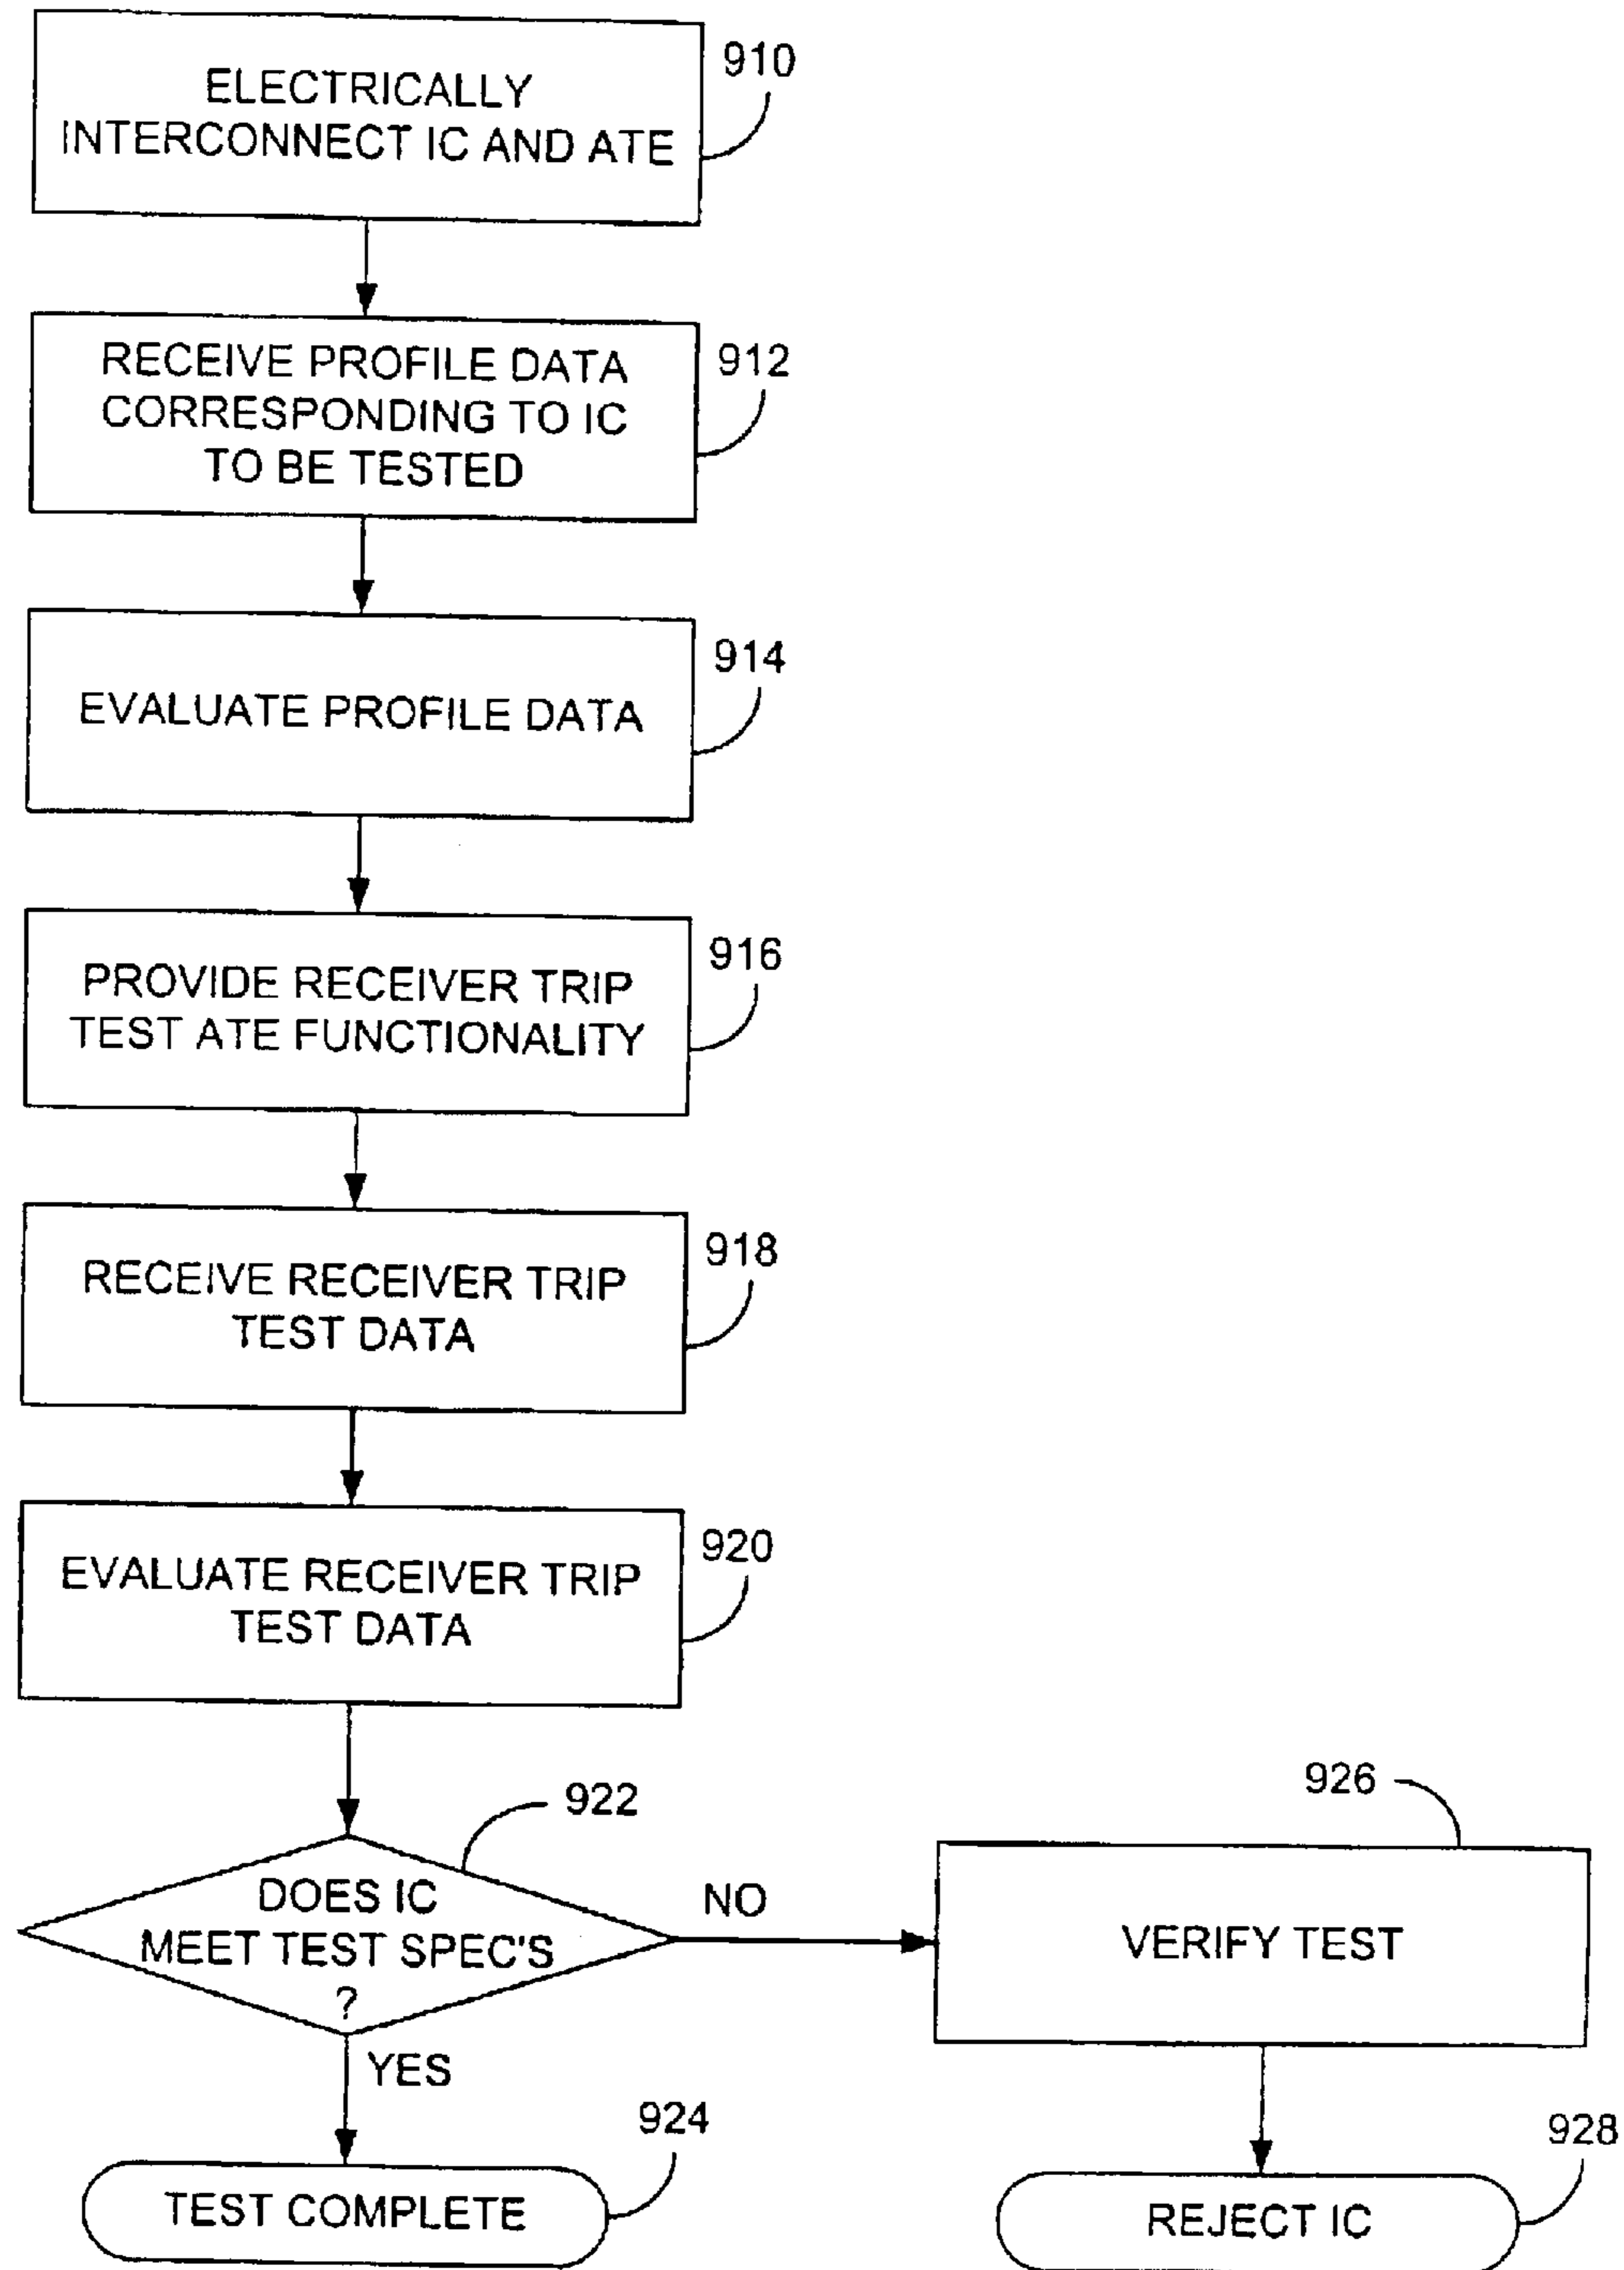 ELECTRICALLY
INTERCONNECT IC AND ATE
910
RECEIVE PROFILE DATA
CORRESPONDING TO IC
TO BE TESTED
912
EVALUATE PROFILE DATA
914
PROVIDE RECEIVER TRIP
TEST ATE FUNCTIONALITY
916
RECEIVE RECEIVER TRIP
TEST DATA
918
EVALUATE RECEIVER TRIP
TEST DATA
920
922
DOES IC
MEET TEST SPEC'S
?
NO
YES
926
VERIFY TEST
924
TEST COMPLETE
928
REJECT IC